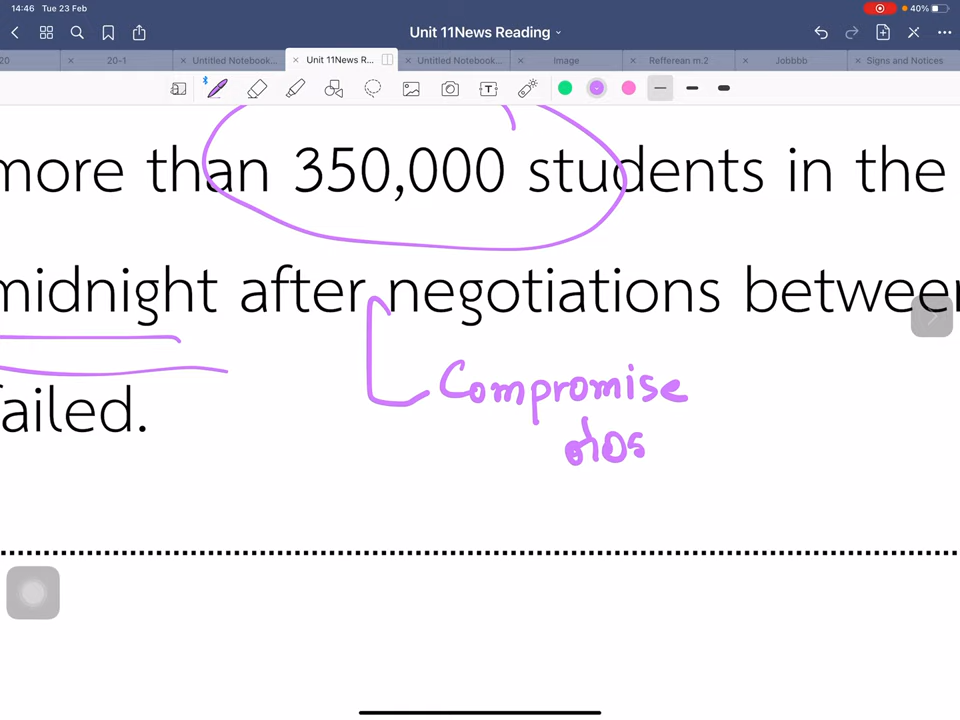 14:46 Tue 23 Feb 40%
Unit 11News Reading
20 20-1 Untitled Notebook... Unit 11News R... Untitled Notebook... Image Refferean m.2 Jobbbb Signs and Notices
more than 350,000 students in the
midnight after negotiations between
failed.
Compromise